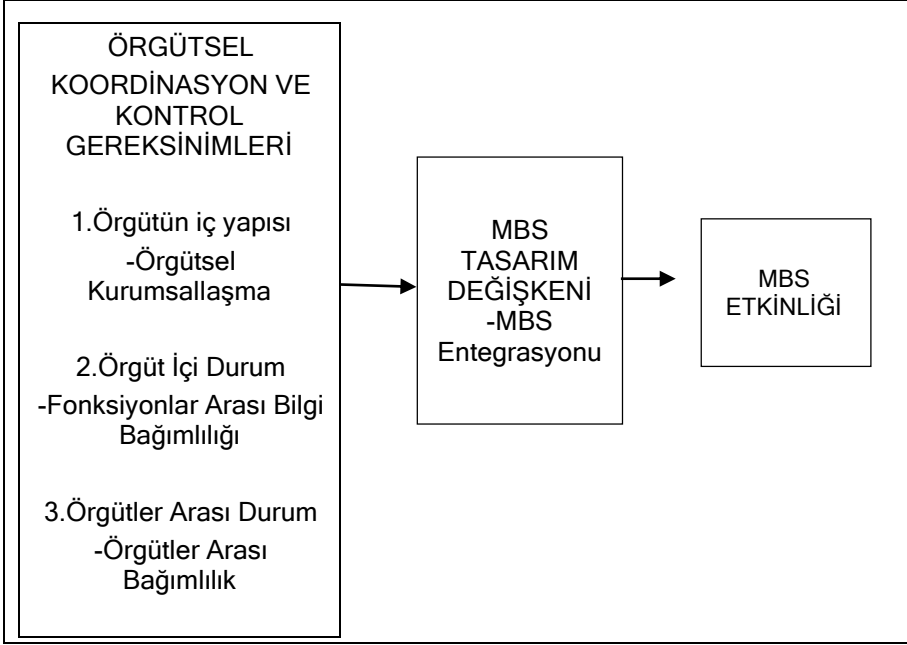 ÖRGÜTSEL
KOORDİNASYON VE
KONTROL
GEREKSİNİMLERİ
1.Örgütün iç yapısı
-Örgütsel
Kurumsallaşma
2.Örgüt İçi Durum
-Fonksiyonlar Arası Bilgi
Bağımlılığı
3.Örgütler Arası Durum
-Örgütler Arası
Bağımlılık
MBS
TASARIM
DEĞİŞKENİ
-MBS
Entegrasyonu
MBS
ETKİNLİĞİ